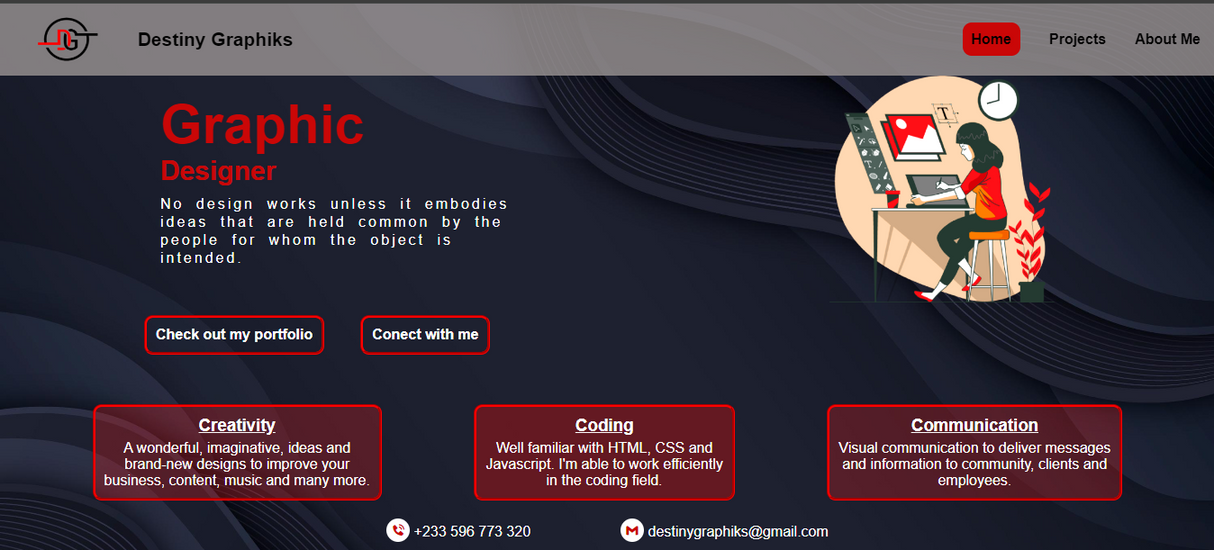 DG
Destiny Graphiks
Home
Projects
About Me
Graphic
Designer
No design works unless it embodies
ideas that are held common by the
people for whom the object is
intended.
T
T
Check out my portfolio
Conect with me
Creativity
A wonderful, imaginative, ideas and
brand-new designs to improve your
business, content, music and many more.
Coding
Well familiar with HTML, CSS and
Javascript. I'm able to work efficiently
in the coding field.
Communication
Visual communication to deliver messages
and information to community, clients and
employees.
+233 596 773 320
destinygraphiks@gmail.com